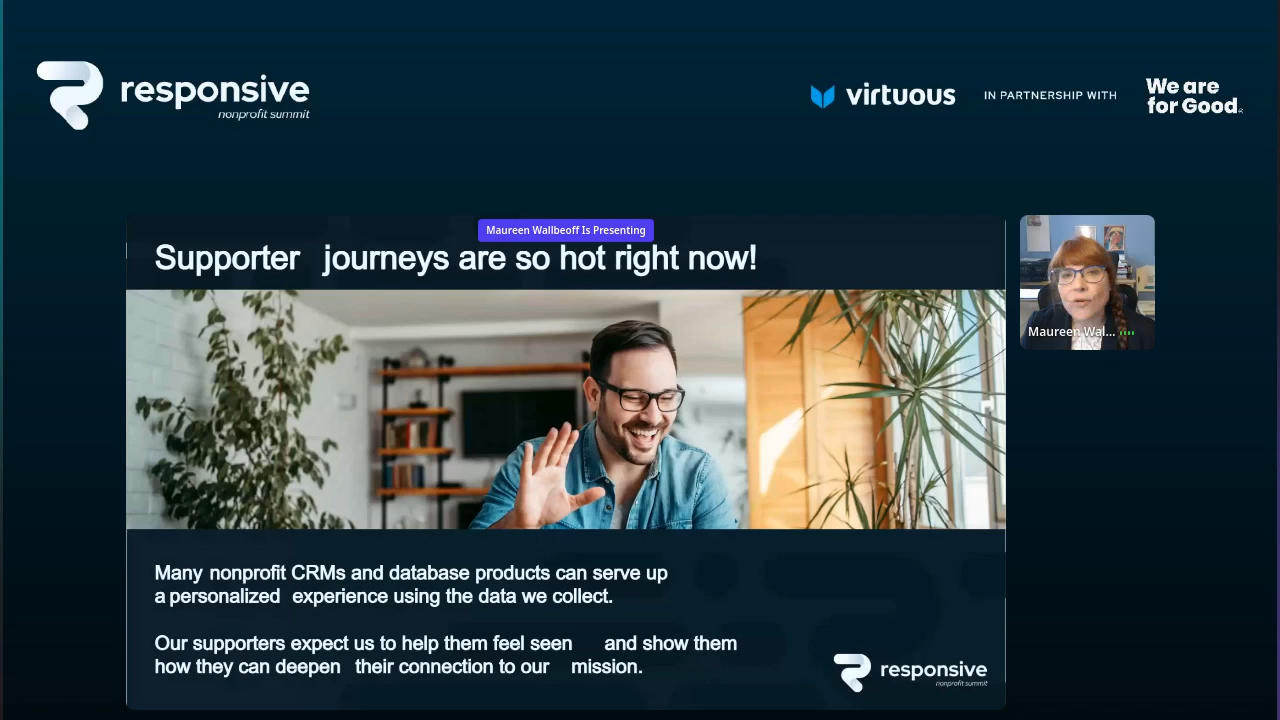 responsive
nonprofit summit
virtuous
IN PARTNERSHIP WITH
We are
for Good.
Maureen Wallbeoff Is Presenting
Supporter journeys are so hot right now!
Maureen Wal...
Many nonprofit CRMs and database products can serve up
a personalized experience using the data we collect.
Our supporters expect us to help them feel seen and show them
how they can deepen their connection to our mission.
responsive
nonprofit summit